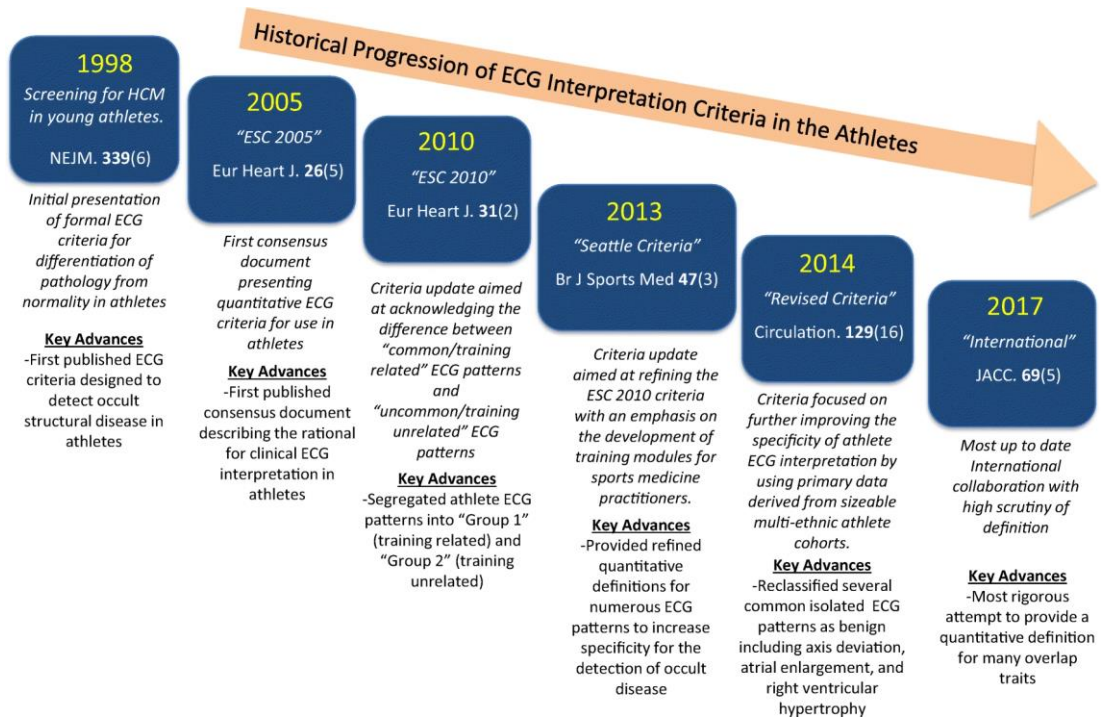 Historical Progression of ECG Interpretation Criteria in the Athletes
1998
Screening for HCM
in young athletes.
NEJM. 339(6)
Initial presentation
of formal ECG
criteria for
differentiation of
pathology from
normality in athletes
Key Advances
-First published ECG
criteria designed to
detect occult
structural disease in
athletes
2005
“ESC 2005”
Eur Heart J. 26(5)
First consensus
document
presenting
quantitative ECG
criteria for use in
athletes
Key Advances
-First published
consensus document
describing the rational
for clinical ECG
interpretation in
athletes
2010
“ESC 2010”
Eur Heart J. 31(2)
Criteria update aimed
at acknowledging the
difference between
“common/training
related” ECG patterns
and
“uncommon/training
unrelated” ECG
patterns
Key Advances
-Segregated athlete ECG
patterns into “Group 1”
(training related) and
“Group 2” (training
unrelated)
2013
“Seattle Criteria”
Br J Sports Med 47(3)
Criteria update
aimed at refining the
ESC 2010 criteria
with an emphasis on
the development of
training modules for
sports medicine
practitioners.
Key Advances
-Provided refined
quantitative
definitions for
numerous ECG
patterns to increase
specificity for the
detection of occult
disease
2014
“Revised Criteria”
Circulation. 129(16)
Criteria focused on
further improving the
specificity of athlete
ECG interpretation by
using primary data
derived from sizeable
multi-ethnic athlete
cohorts.
Key Advances
-Reclassified several
common isolated ECG
patterns as benign
including axis deviation,
atrial enlargement, and
right ventricular
hypertrophy
2017
“International”
JACC. 69(5)
Most up to date
International
collaboration with
high scrutiny of
definition
Key Advances
-Most rigorous
attempt to provide a
quantitative definition
for many overlap
traits